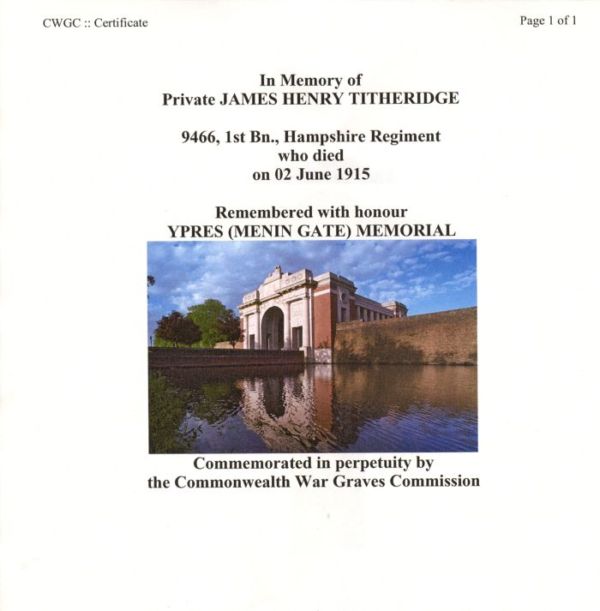 CWGC :: Certificate
Page 1 of 1
In Memory of
Private JAMES HENRY TITHERIDGE
9466, 1st Bn., Hampshire Regiment
who died
on 02 June 1915
Remembered with honour
YPRES (MENIN GATE) MEMORIAL
Commemorated in perpetuity by
the Commonwealth War Graves Commission